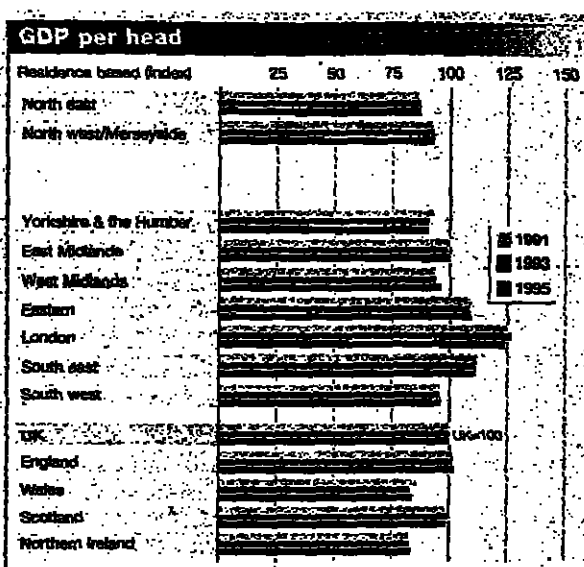 GDP per head
Residence based (index) 25 50 75 100 125 150
North east
North west/Merseyside
Yorkshire & the Humber
East Midlands
West Midlands
Eastern
London
South east
South west
UK UK=100
England
Wales
Scotland
Northern Ireland
1991
1993
1995